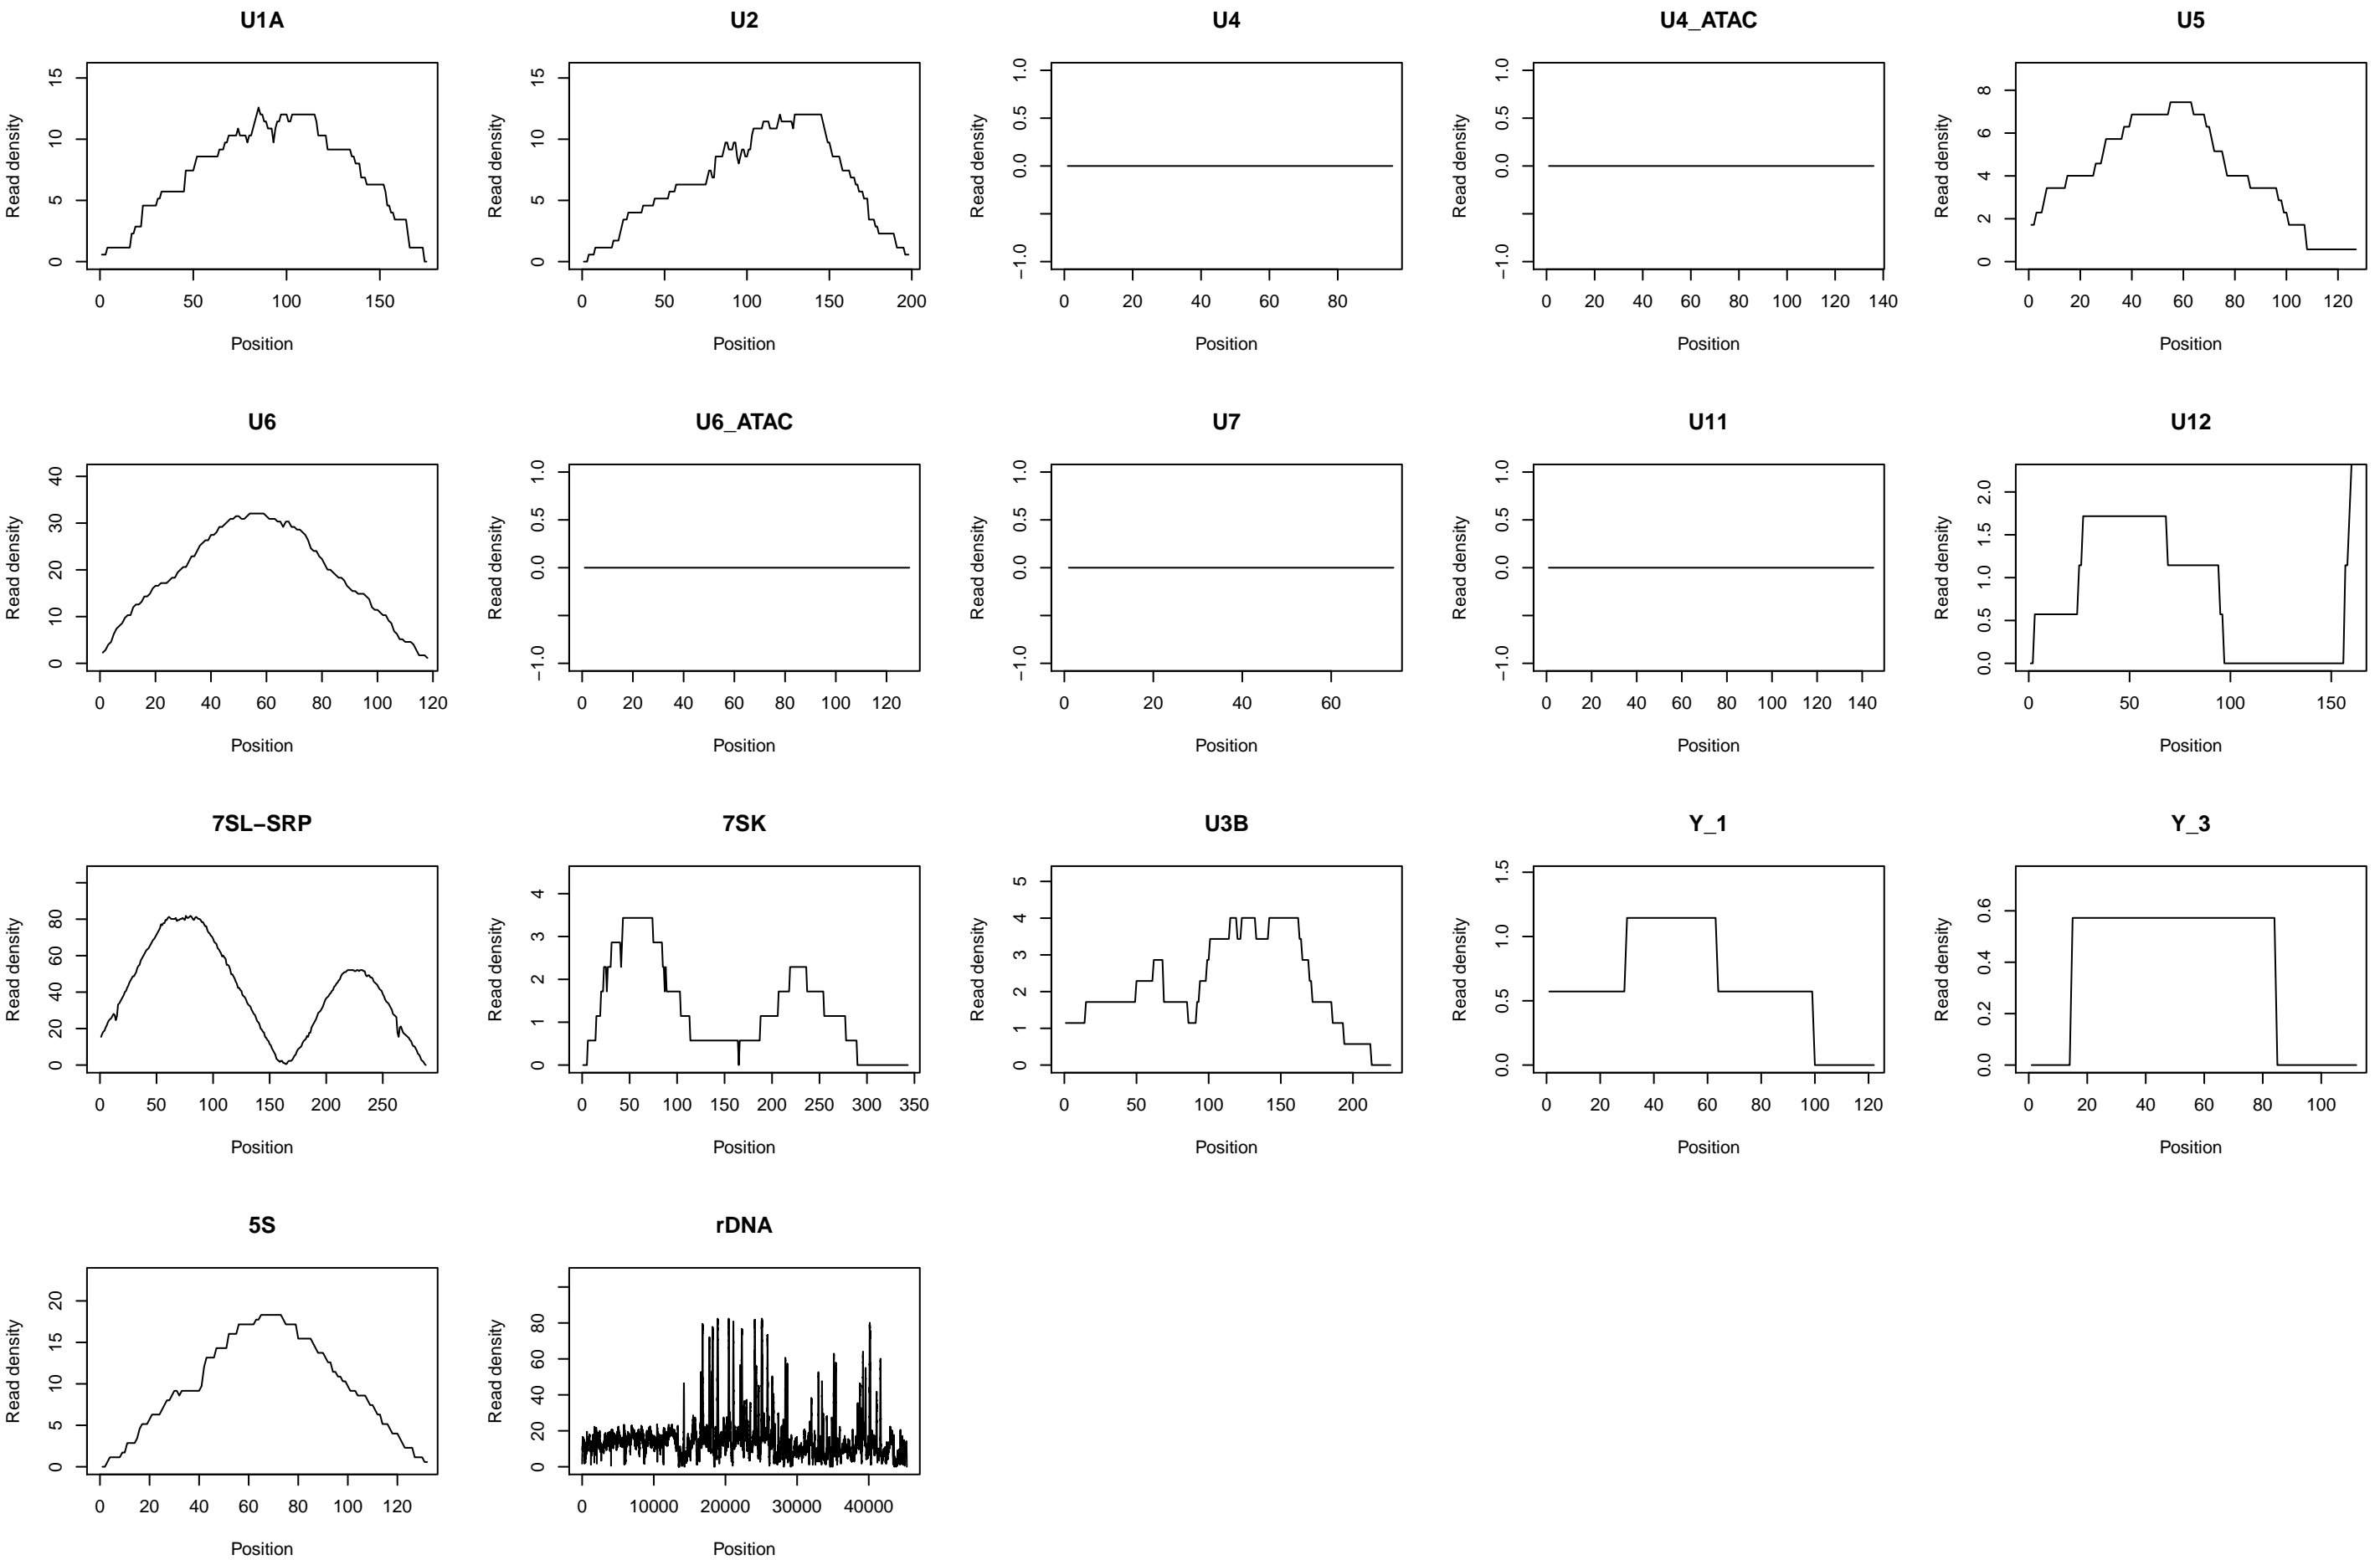 U1A
Read density
0 5 10 15
0 50 100 150
Position
U2
Read density
0 5 10 15
0 50 100 150 200
Position
U4
Read density
−1.0 0.0 0.5 1.0
0 20 40 60 80
Position
U4_ATAC
Read density
−1.0 0.0 0.5 1.0
0 20 40 60 80 100 120 140
Position
U5
Read density
0 2 4 6 8
0 20 40 60 80 100 120
Position
U6
Read density
0 10 20 30 40
0 20 40 60 80 100 120
Position
U6_ATAC
Read density
−1.0 0.0 0.5 1.0
0 20 40 60 80 100 120
Position
U7
Read density
−1.0 0.0 0.5 1.0
0 20 40 60
Position
U11
Read density
−1.0 0.0 0.5 1.0
0 20 40 60 80 100 120 140
Position
U12
Read density
0.0 0.5 1.0 1.5 2.0
0 50 100 150
Position
7SL−SRP
Read density
0 20 40 60 80
0 50 100 150 200 250
Position
7SK
Read density
0 1 2 3 4
0 50 100 150 200 250 300 350
Position
U3B
Read density
0 1 2 3 4 5
0 50 100 150 200
Position
Y_1
Read density
0.0 0.5 1.0 1.5
0 20 40 60 80 100 120
Position
Y_3
Read density
0.0 0.2 0.4 0.6
0 20 40 60 80 100
Position
5S
Read density
0 5 10 15 20
0 20 40 60 80 100 120
Position
rDNA
Read density
0 20 40 60 80
0 10000 20000 30000 40000
Position